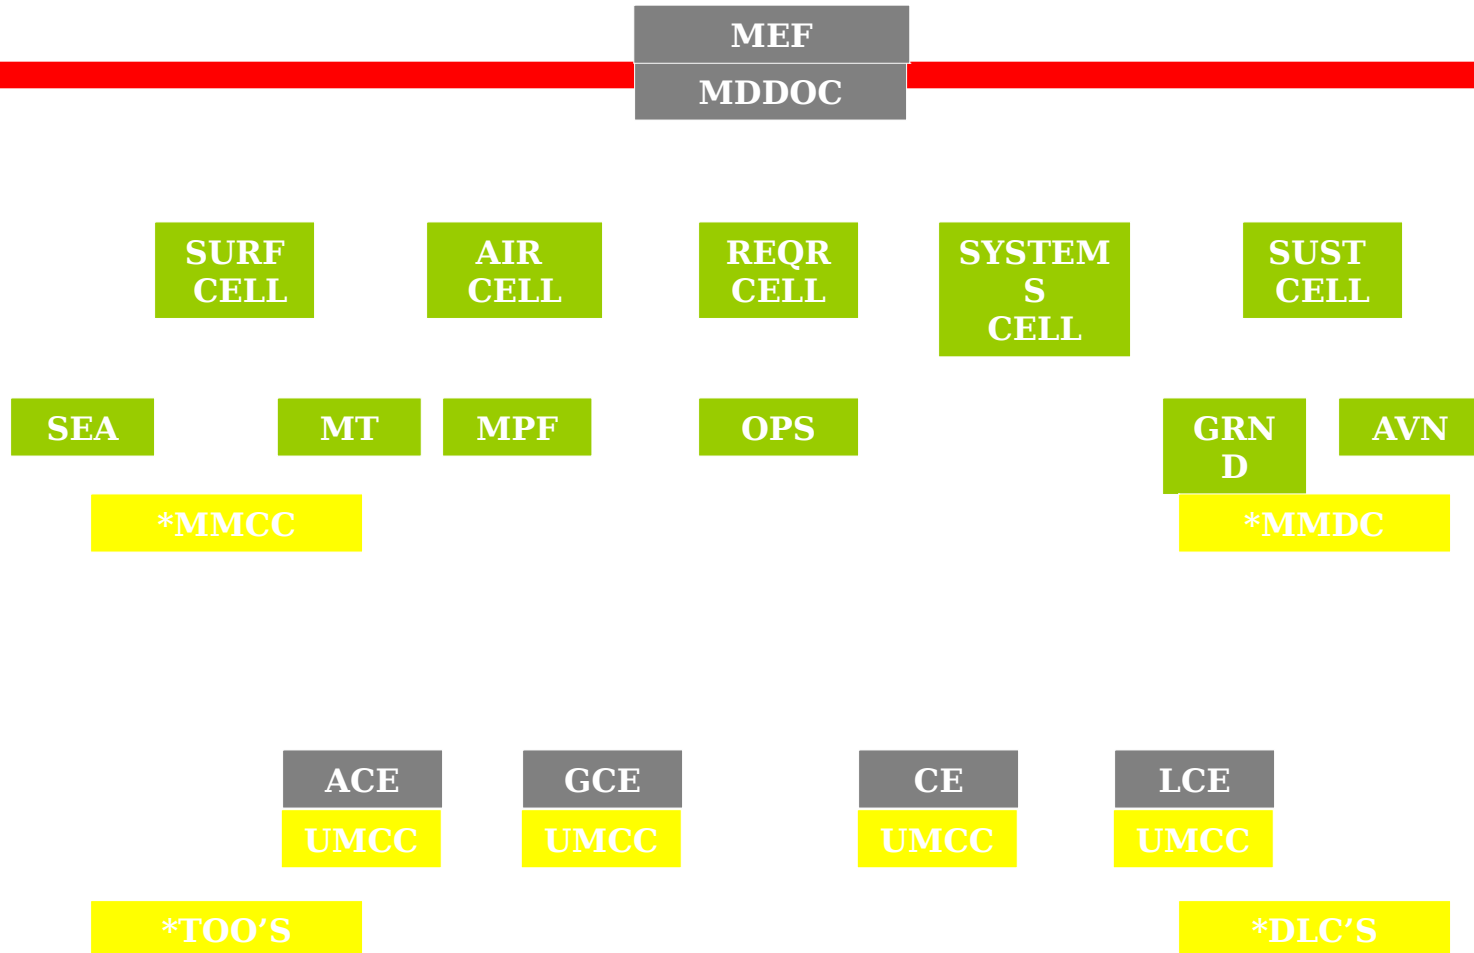 MEF
MDDOC
SURF
CELL
AIR
CELL
REQR
CELL
SYSTEM
S
CELL
SUST
CELL
SEA
MT
MPF
OPS
GRN
D
AVN
*MMCC
*MMDC
ACE
GCE
CE
LCE
UMCC
UMCC
UMCC
UMCC
*TOO’S
*DLC’S